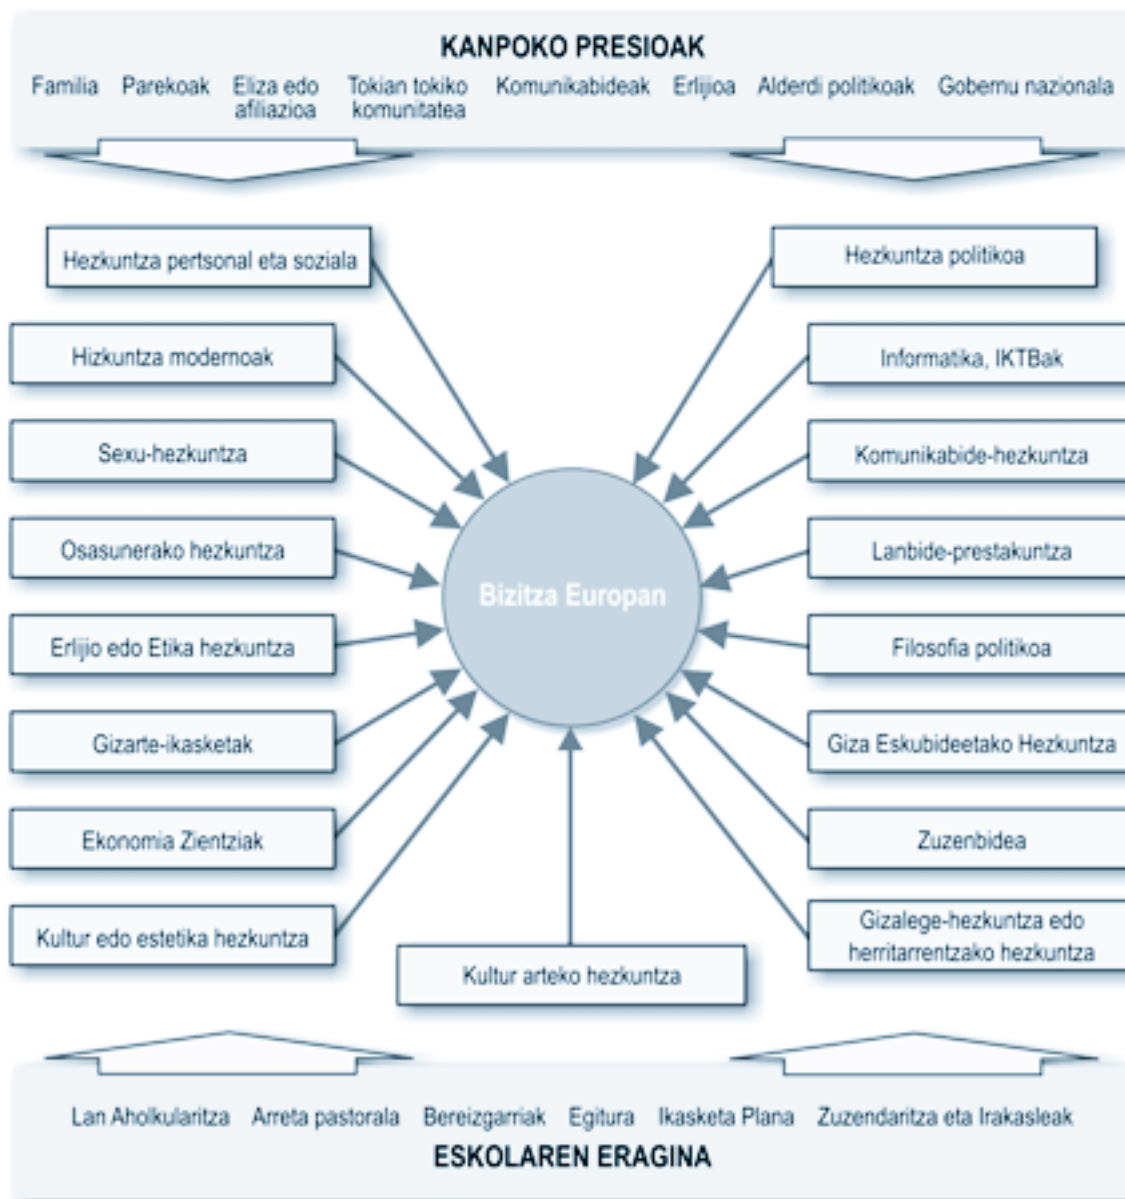 KANPOKO PRESIOAK
Familia Parekoak Eliza edo Tokian tokiko Komunikabideak Erlijioa Alderdi politikoak Gobernu nazionala
afiliazioa komunitatea
Hezkuntza pertsonal eta soziala
Hezkuntza politikoa
Hizkuntza modernoak
Informatika, IKTBak
Sexu-hezkuntza
Komunikabide-hezkuntza
Osasunerako hezkuntza
Lanbide-prestakuntza
Bizitza Europan
Erlijio edo Etika hezkuntza
Filosofia politikoa
Gizarte-ikasketak
Giza Eskubideetako Hezkuntza
Ekonomia Zientziak
Zuzenbidea
Kultur edo estetika hezkuntza
Gizalege-hezkuntza edo
herritarrentzako hezkuntza
Kultur arteko hezkuntza
Lan Aholkularitza Arreta pastorala Bereizgarriak Egitura Ikasketa Plana Zuzendaritza eta Irakasleak
ESKOLAREN ERAGINA